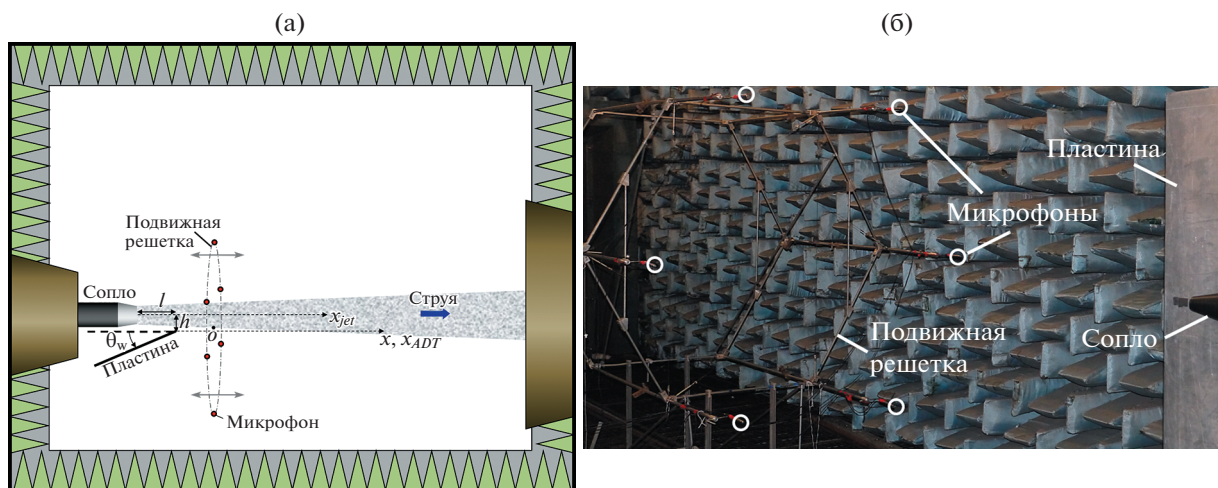 (а)
Подвижная
решетка
Сопло
l
h
Струя
x_jet
o
x, x_ADT
θ_w
Пластина
Микрофон
(б)
Пластина
Микрофоны
Подвижная
решетка
Сопло